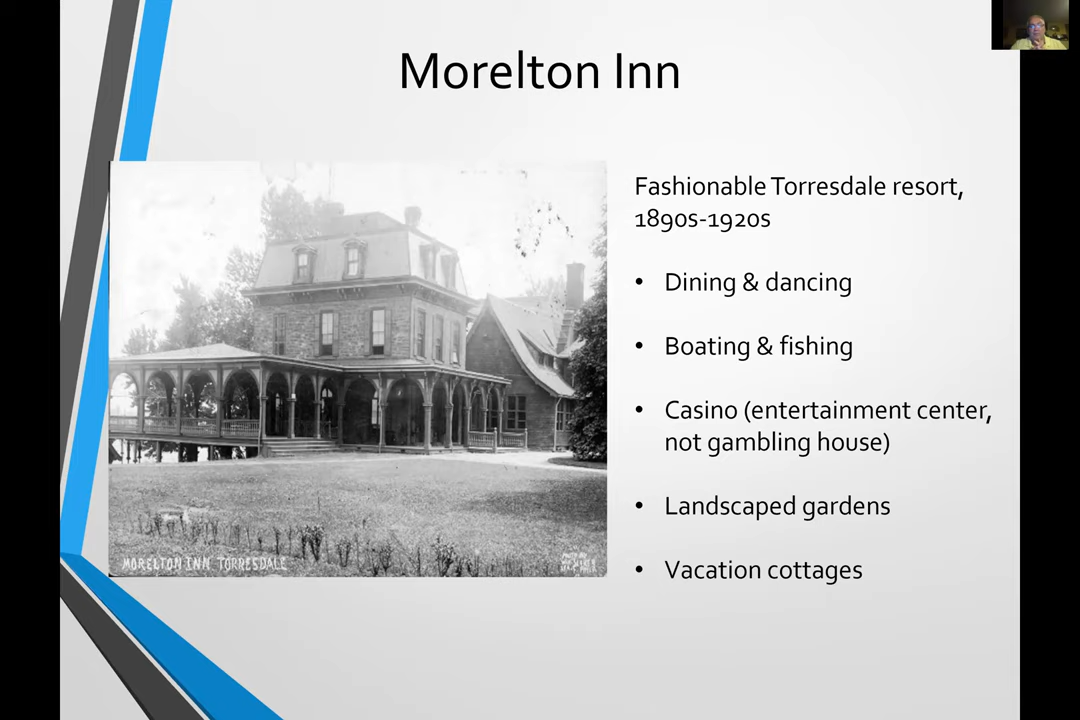 Morelton Inn
Fashionable Torresdale resort,
1890s-1920s
• Dining & dancing
• Boating & fishing
• Casino (entertainment center,
not gambling house)
• Landscaped gardens
• Vacation cottages
MORELTON INN TORRESDALE